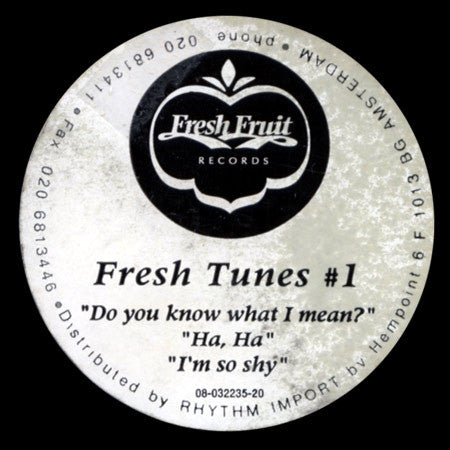 Fresh Fruit
RECORDS
Fresh Tunes #1
"Do you know what I mean?"
"Ha, Ha"
"I'm so shy"
08-032235-20
•Distributed by RHYTHM IMPORT by Hempoint 6 F 1013 BG AMSTERDAM • phone 020 6813411 • Fax 020 6813446